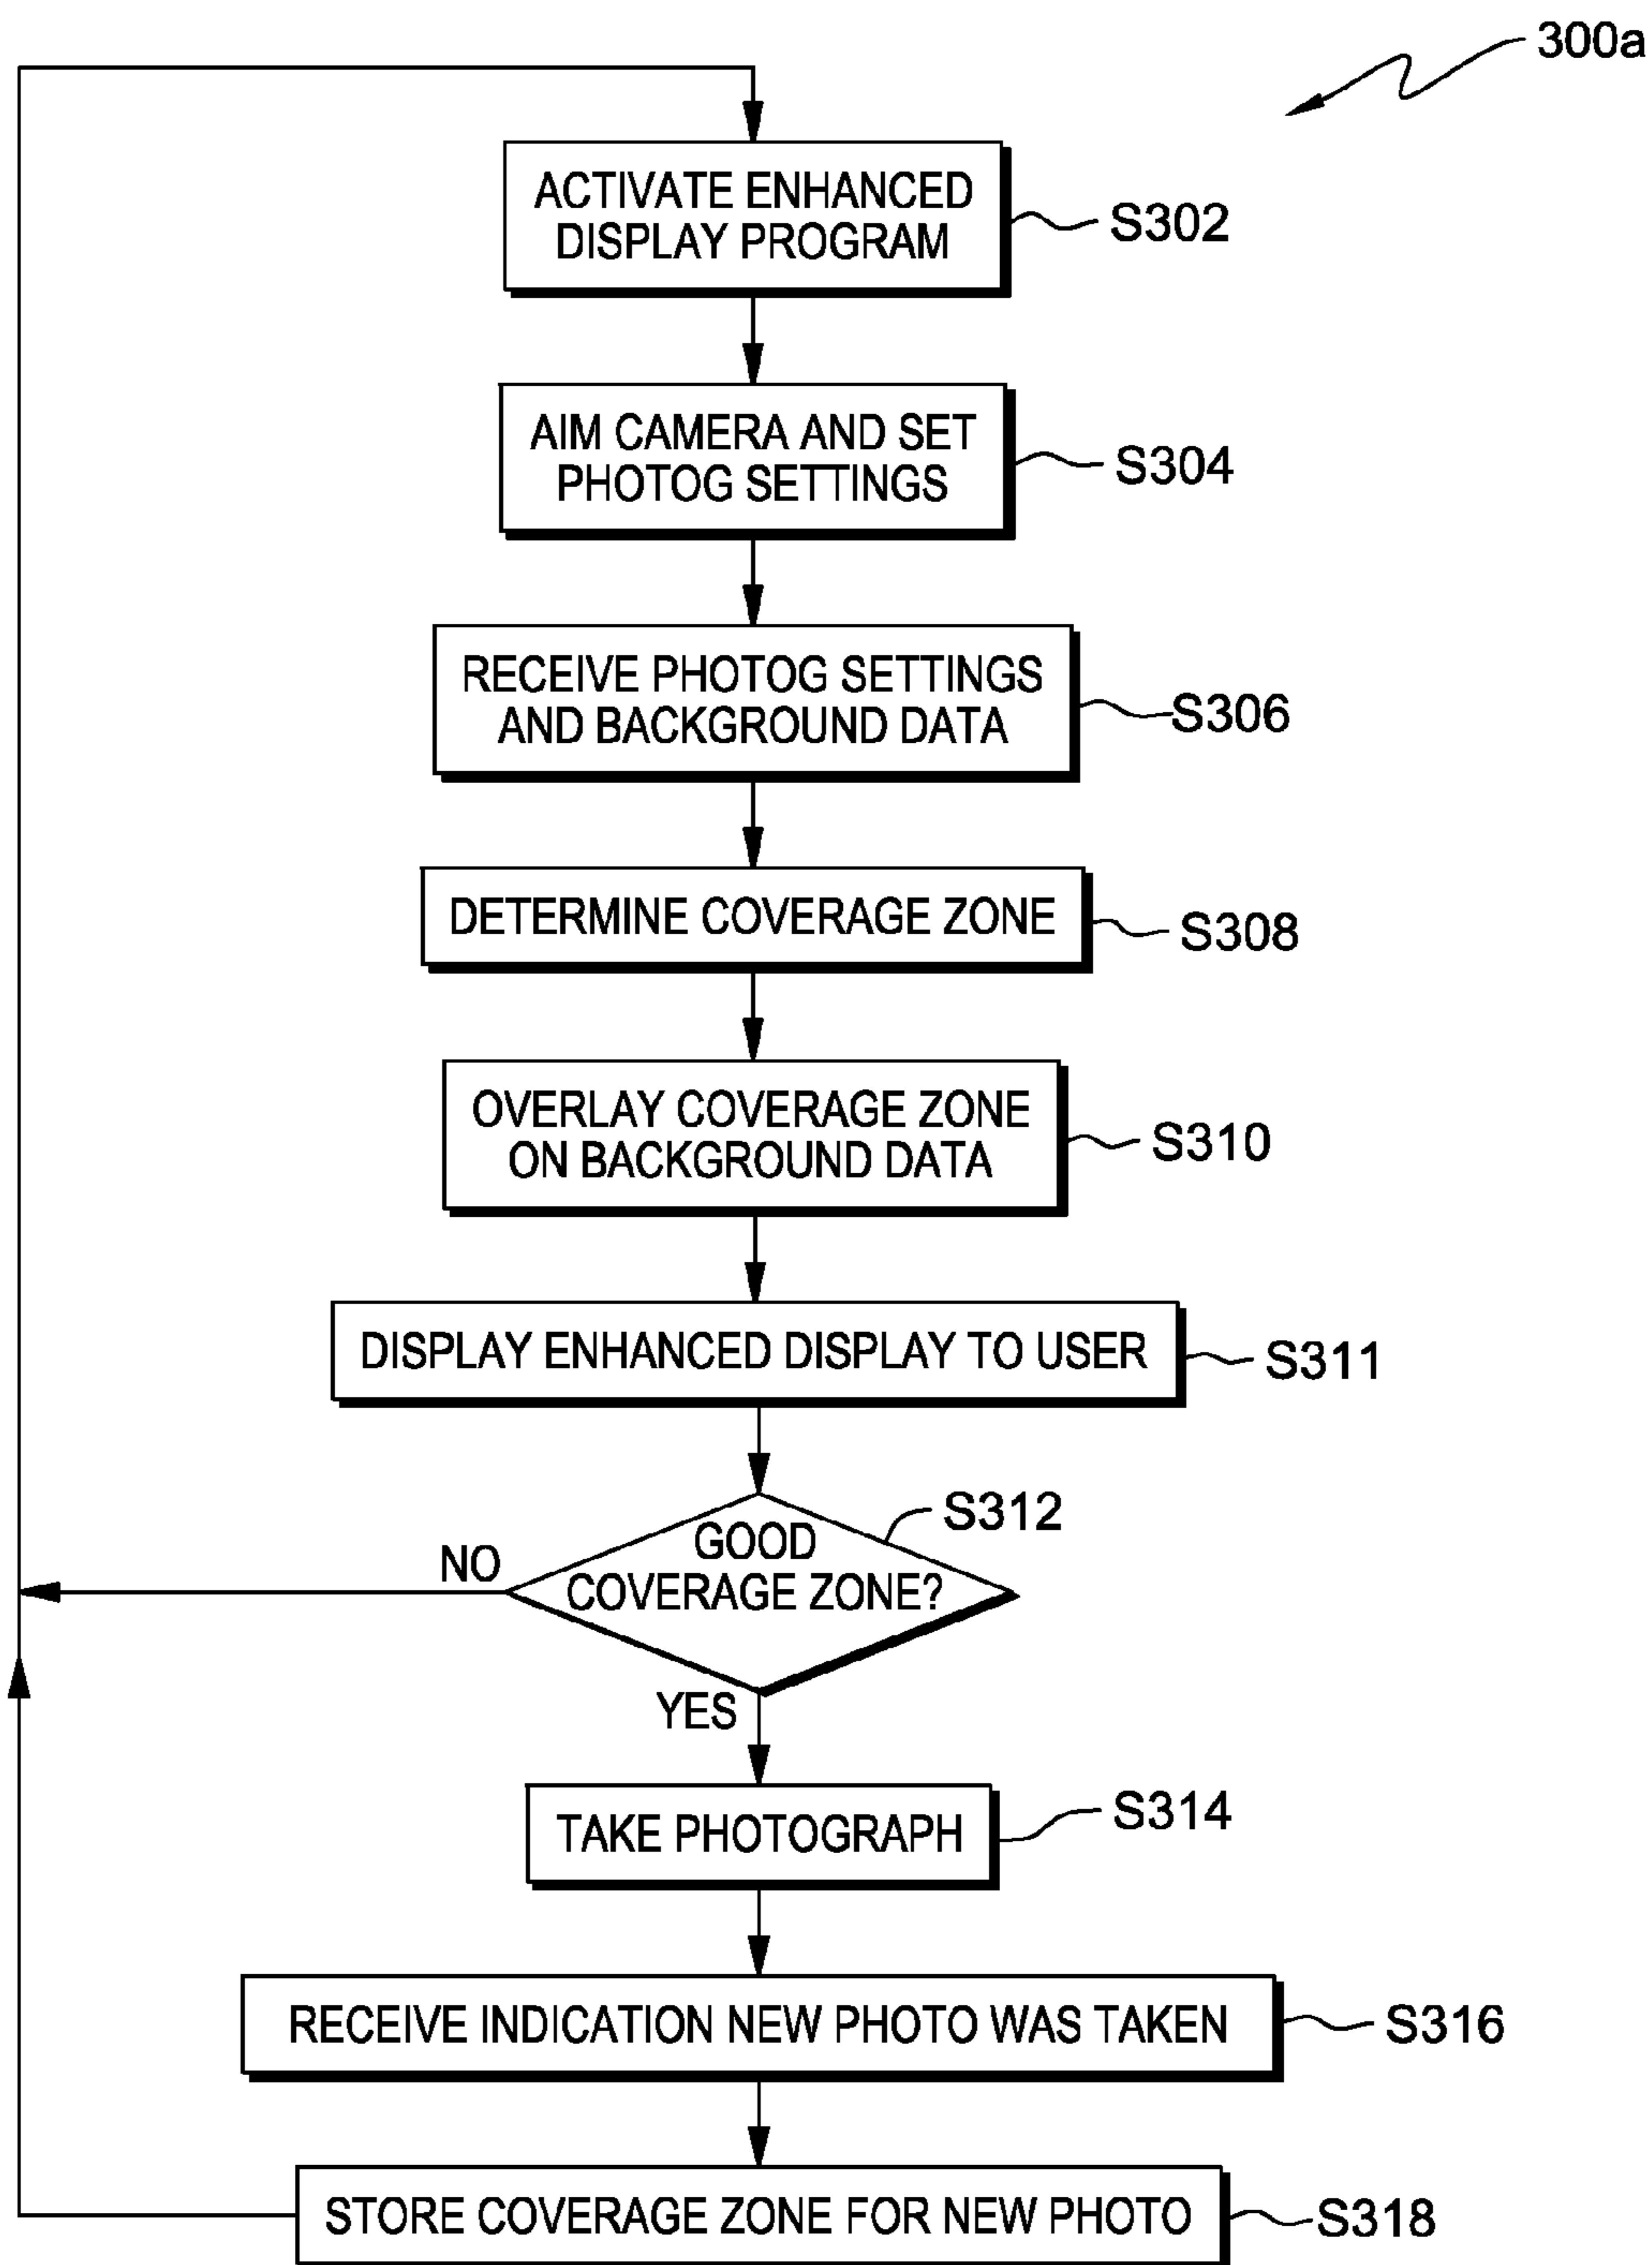 300a
ACTIVATE ENHANCED
DISPLAY PROGRAM
S302
AIM CAMERA AND SET
PHOTOG SETTINGS
S304
RECEIVE PHOTOG SETTINGS
AND BACKGROUND DATA
S306
DETERMINE COVERAGE ZONE
S308
OVERLAY COVERAGE ZONE
ON BACKGROUND DATA
S310
DISPLAY ENHANCED DISPLAY TO USER
S311
S312
GOOD
COVERAGE ZONE?
NO
YES
TAKE PHOTOGRAPH
S314
RECEIVE INDICATION NEW PHOTO WAS TAKEN
S316
STORE COVERAGE ZONE FOR NEW PHOTO
S318